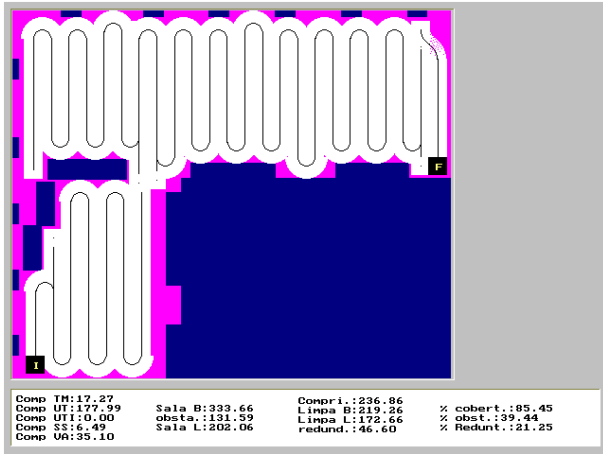 F
I
Comp TM:17.27
Comp UT:177.99
Comp UTI:0.00
Comp SS:6.49
Comp VA:35.10
Sala B:333.66
obsta.:131.59
Sala L:202.06
Compri.:236.86
Limpa B:219.26
Limpa L:172.66
redund.:46.60
% cobert.:85.45
% obst.:39.44
% Redunt.:21.25